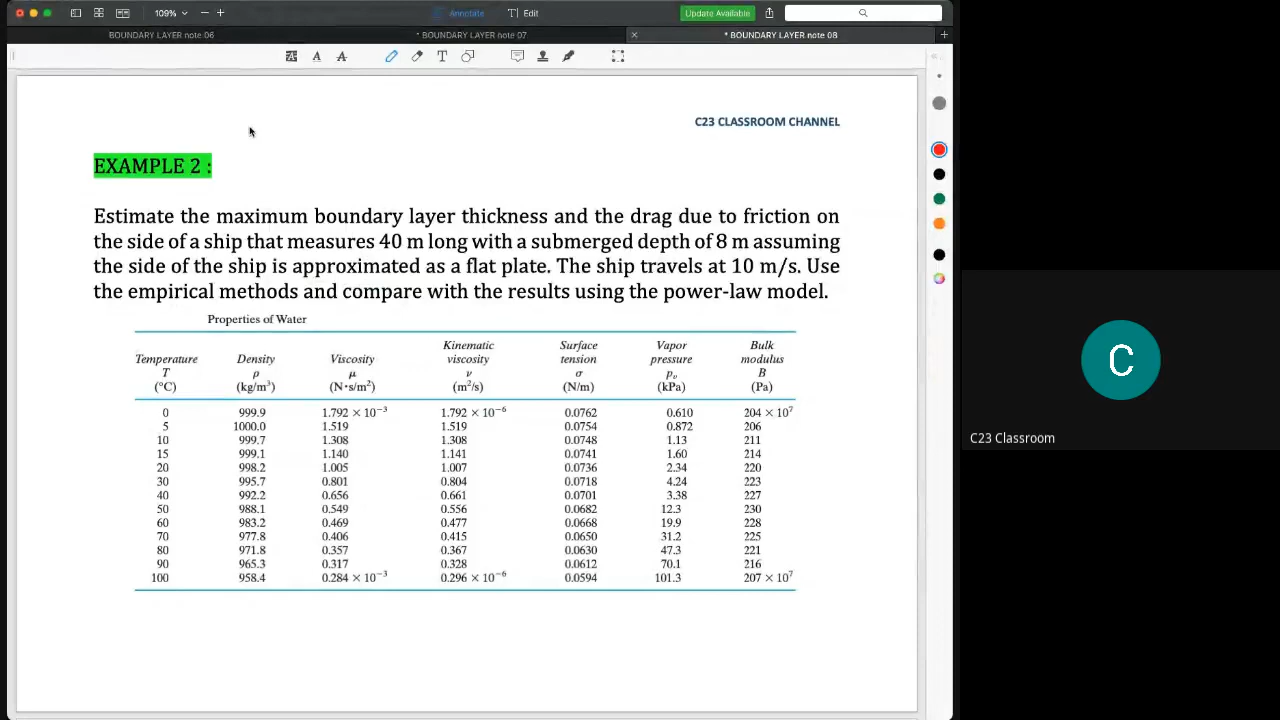 109%
Annotate
Edit
Update Available
BOUNDARY LAYER note 06
* BOUNDARY LAYER note 07
* BOUNDARY LAYER note 08
C23 CLASSROOM CHANNEL
EXAMPLE 2 :
Estimate the maximum boundary layer thickness and the drag due to friction on
the side of a ship that measures 40 m long with a submerged depth of 8 m assuming
the side of the ship is approximated as a flat plate. The ship travels at 10 m/s. Use
the empirical methods and compare with the results using the power-law model.
Properties of Water
Temperature T (°C) Density ρ (kg/m³) Viscosity μ (N·s/m²) Kinematic viscosity ν (m²/s) Surface tension σ (N/m) Vapor pressure pᵥ (kPa) Bulk modulus B (Pa)
0 999.9 1.792 × 10⁻³ 1.792 × 10⁻⁶ 0.0762 0.610 204 × 10⁷
5 1000.0 1.519 1.519 0.0754 0.872 206
10 999.7 1.308 1.308 0.0748 1.13 211
15 999.1 1.140 1.141 0.0741 1.60 214
20 998.2 1.005 1.007 0.0736 2.34 220
30 995.7 0.801 0.804 0.0718 4.24 223
40 992.2 0.656 0.661 0.0701 3.38 227
50 988.1 0.549 0.556 0.0682 12.3 230
60 983.2 0.469 0.477 0.0668 19.9 228
70 977.8 0.406 0.415 0.0650 31.2 225
80 971.8 0.357 0.367 0.0630 47.3 221
90 965.3 0.317 0.328 0.0612 70.1 216
100 958.4 0.284 × 10⁻³ 0.296 × 10⁻⁶ 0.0594 101.3 207 × 10⁷
C
C23 Classroom